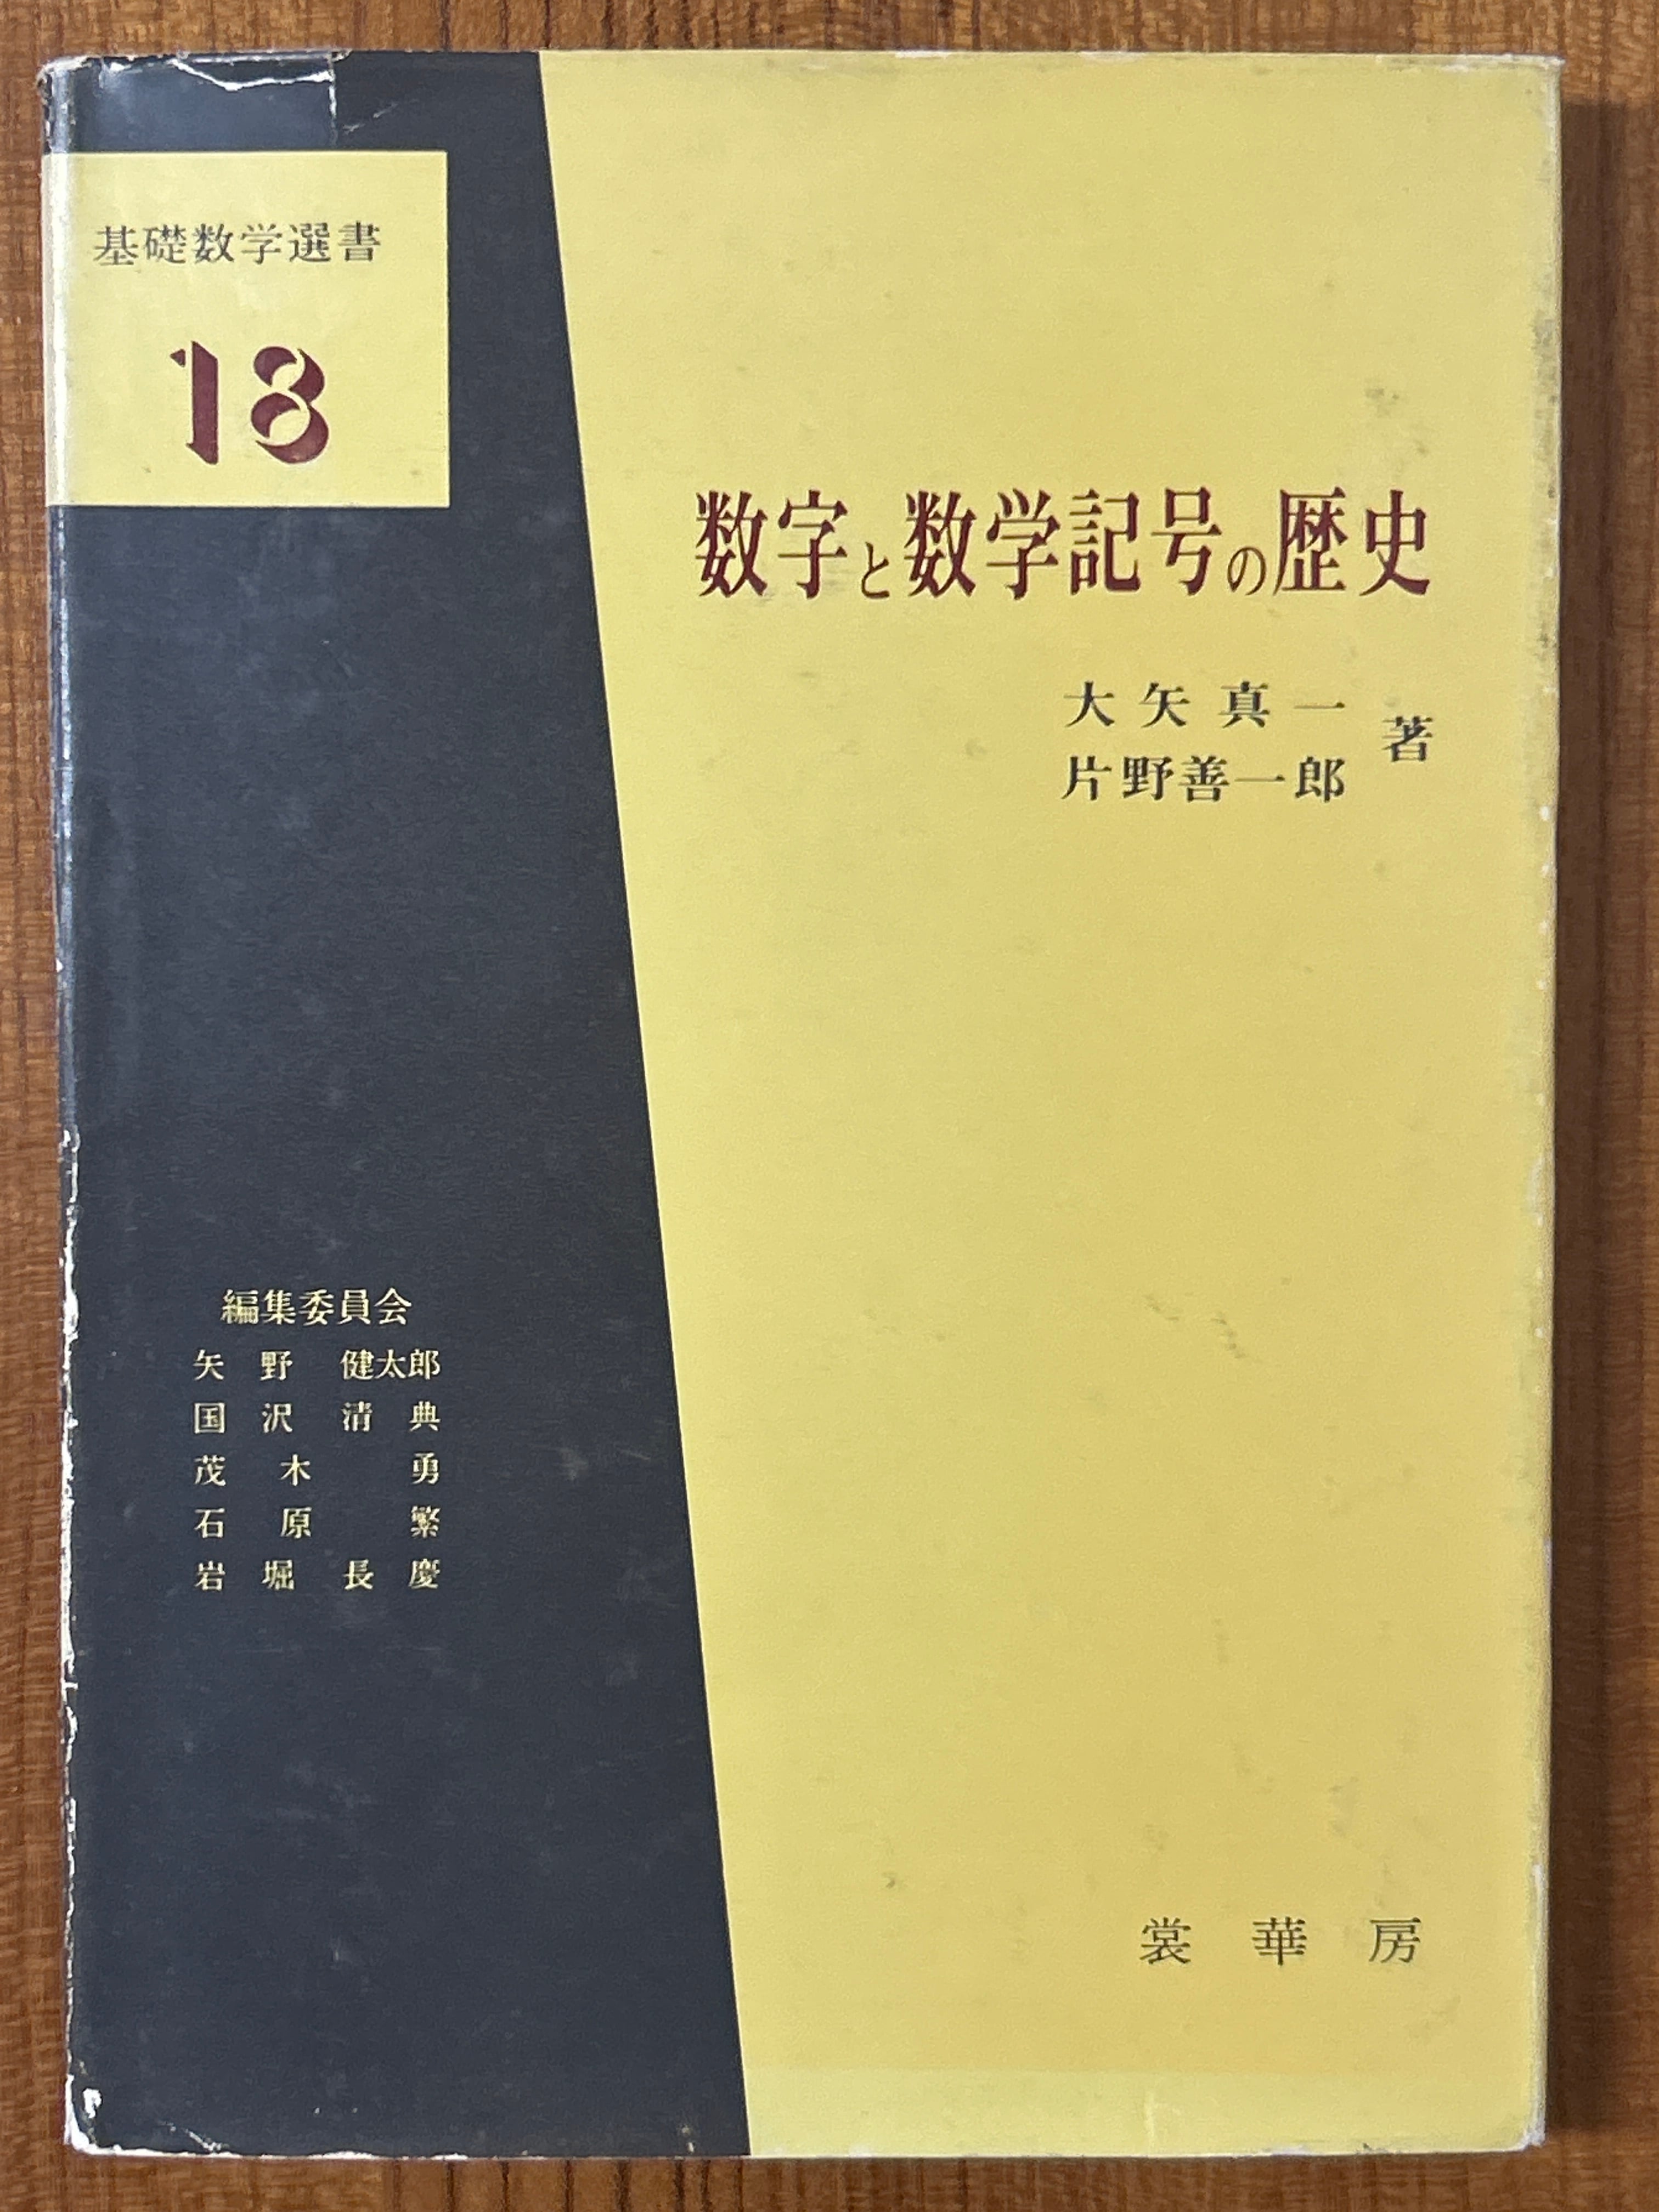 基礎数学選書
18
数字と数学記号の歴史
大矢真一
片野善一郎
著
編集委員会
矢野 健太郎
国沢 清典
茂木 勇
石原 繁
岩堀 長慶
裳華房